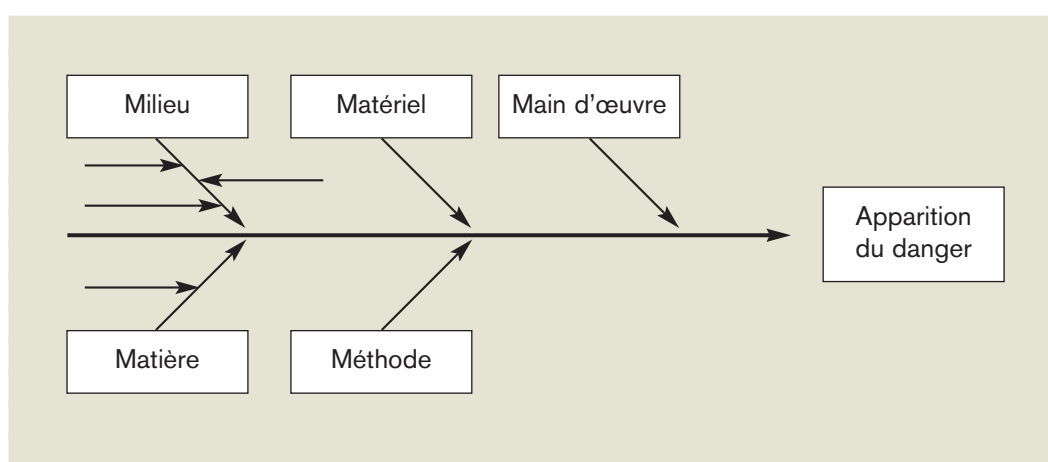 Milieu
Matériel
Main d'œuvre
Apparition
du danger
Matière
Méthode